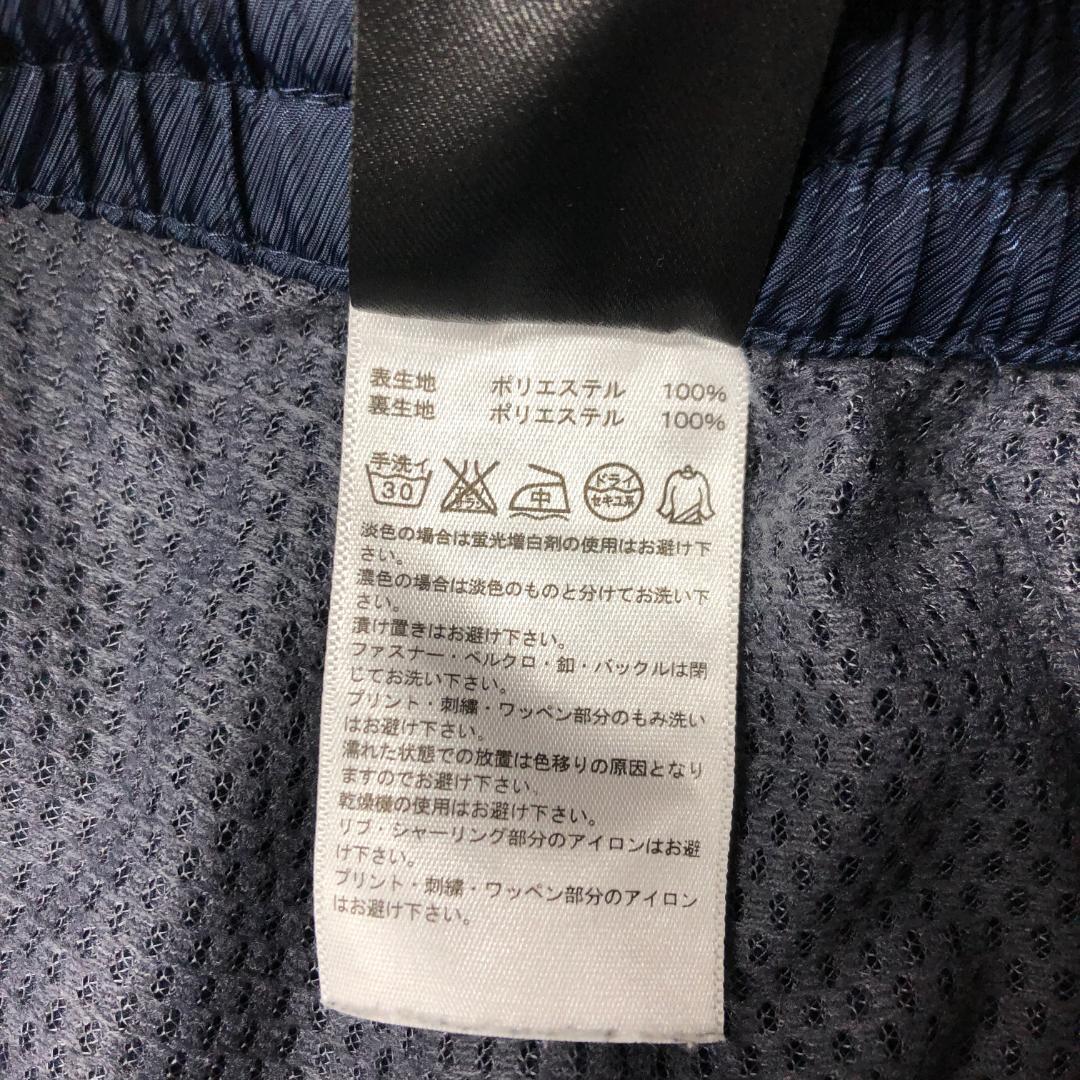 表生地 ポリエステル 100%
裏生地 ポリエステル 100%
手洗イ 30 エンソサラシ 中 ドライ セキユ系
淡色の場合は蛍光増白剤の使用はお避け下
さい。
濃色の場合は淡色のものと分けてお洗い下
さい。
漬け置きはお避け下さい。
ファスナー・ベルクロ・釦・バックルは閉
じてお洗い下さい。
プリント・刺繍・ワッペン部分のもみ洗い
はお避け下さい。
濡れた状態での放置は色移りの原因となり
ますのでお避け下さい。
乾燥機の使用はお避け下さい。
リブ・シャーリング部分のアイロンはお避
け下さい。
プリント・刺繍・ワッペン部分のアイロン
はお避け下さい。